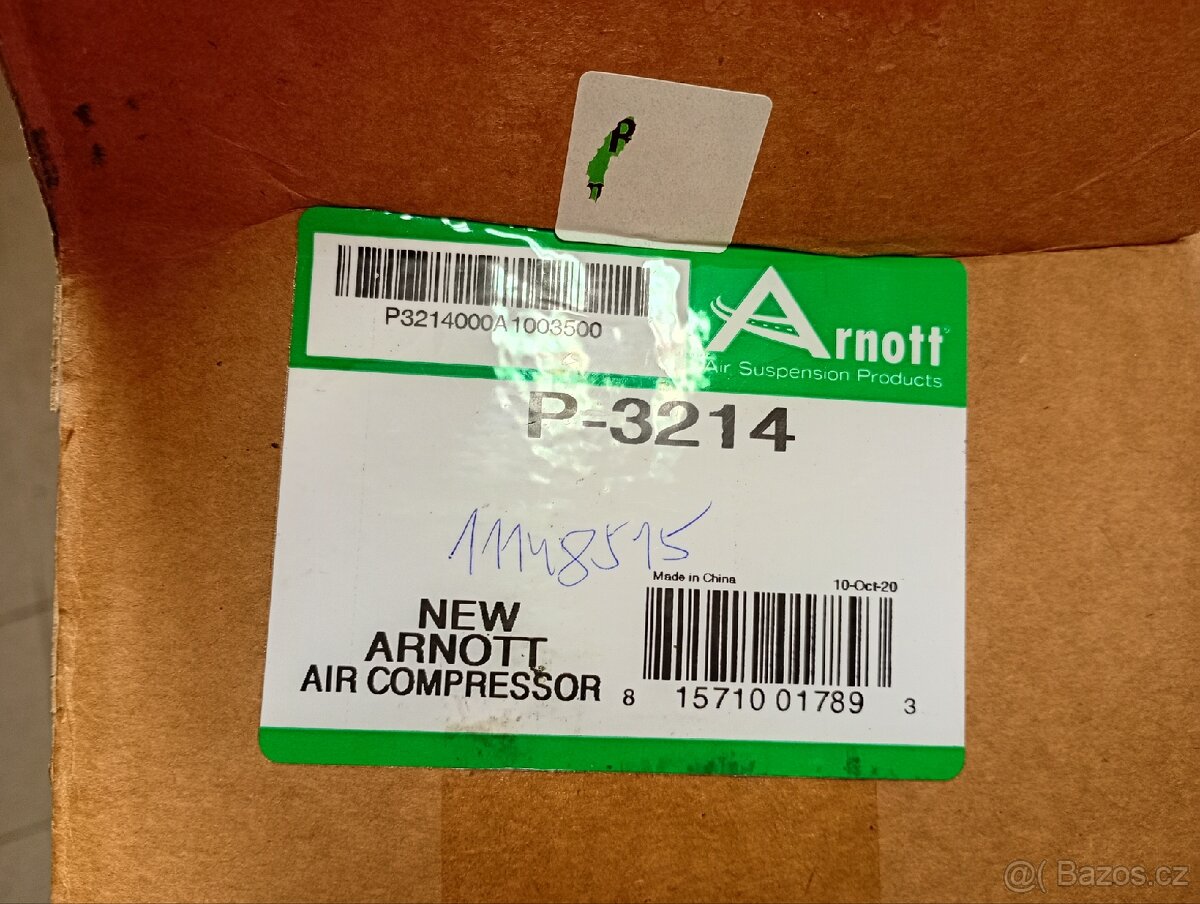 P3214000A1003500
Arnott
Air Suspension Products
P-3214
11148515
Made in China
10-Oct-20
NEW
ARNOTT
AIR COMPRESSOR
8 15710 01789 3
@( Bazos.cz